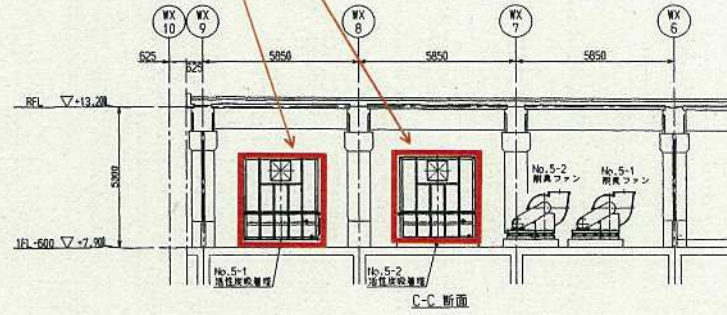 WX
10
WX
9
WX
8
WX
7
WX
6
625
625
5850
5850
5850
RFL ▽+13.200
5300
1FL-600 ▽+7.900
No.5-2
脱臭ファン
No.5-1
脱臭ファン
No.5-1
活性炭吸着塔
No.5-2
活性炭吸着塔
C-C 断面